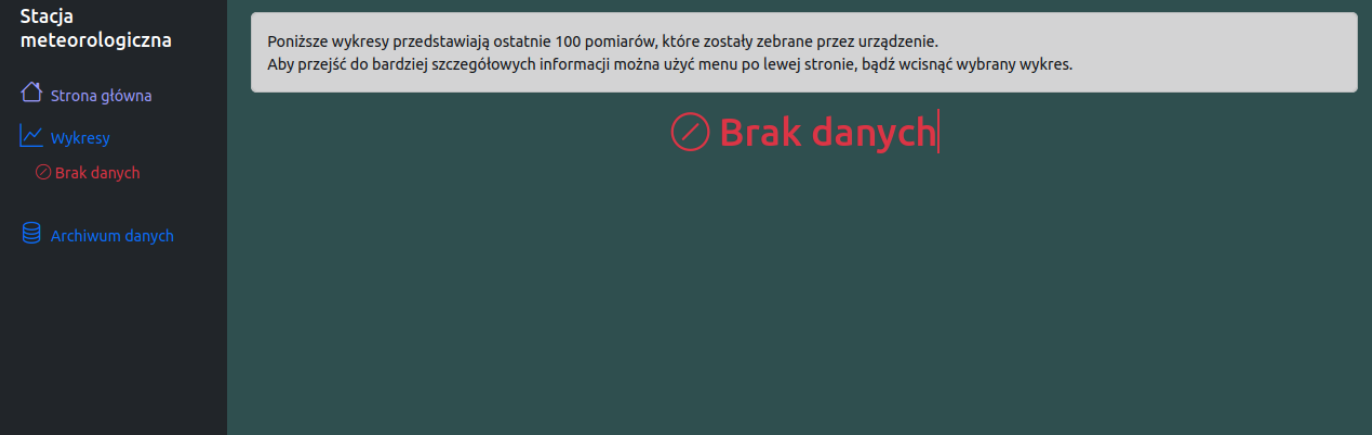 Stacja
meteorologiczna
Strona główna
Wykresy
Brak danych
Archiwum danych
Poniższe wykresy przedstawiają ostatnie 100 pomiarów, które zostały zebrane przez urządzenie.
Aby przejść do bardziej szczegółowych informacji można użyć menu po lewej stronie, bądź wcisnąć wybrany wykres.
Brak danych